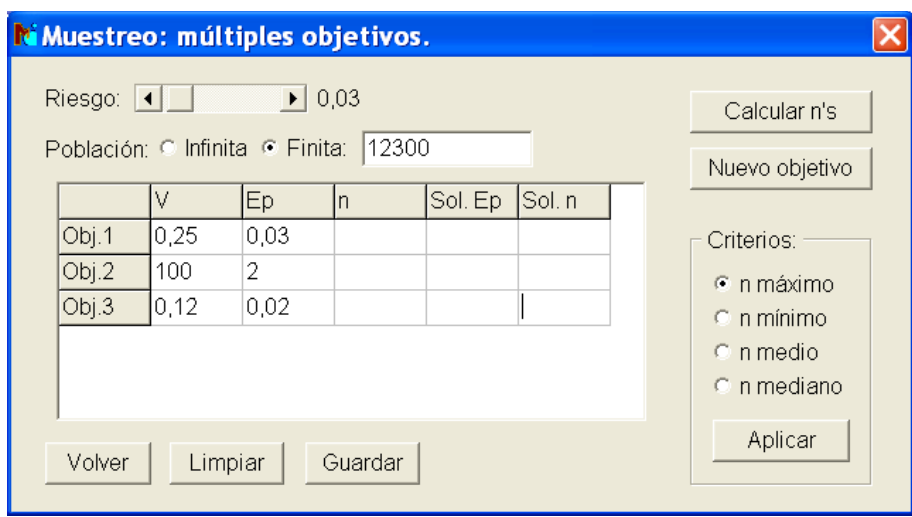 Muestreo: múltiples objetivos.
Riesgo: 0,03
Calcular n's
Población: Infinita Finita: 12300
Nuevo objetivo
V Ep n Sol. Ep Sol. n
Obj.1 0,25 0,03
Obj.2 100 2
Obj.3 0,12 0,02
Criterios:
n máximo
n mínimo
n medio
n mediano
Aplicar
Volver Limpiar Guardar